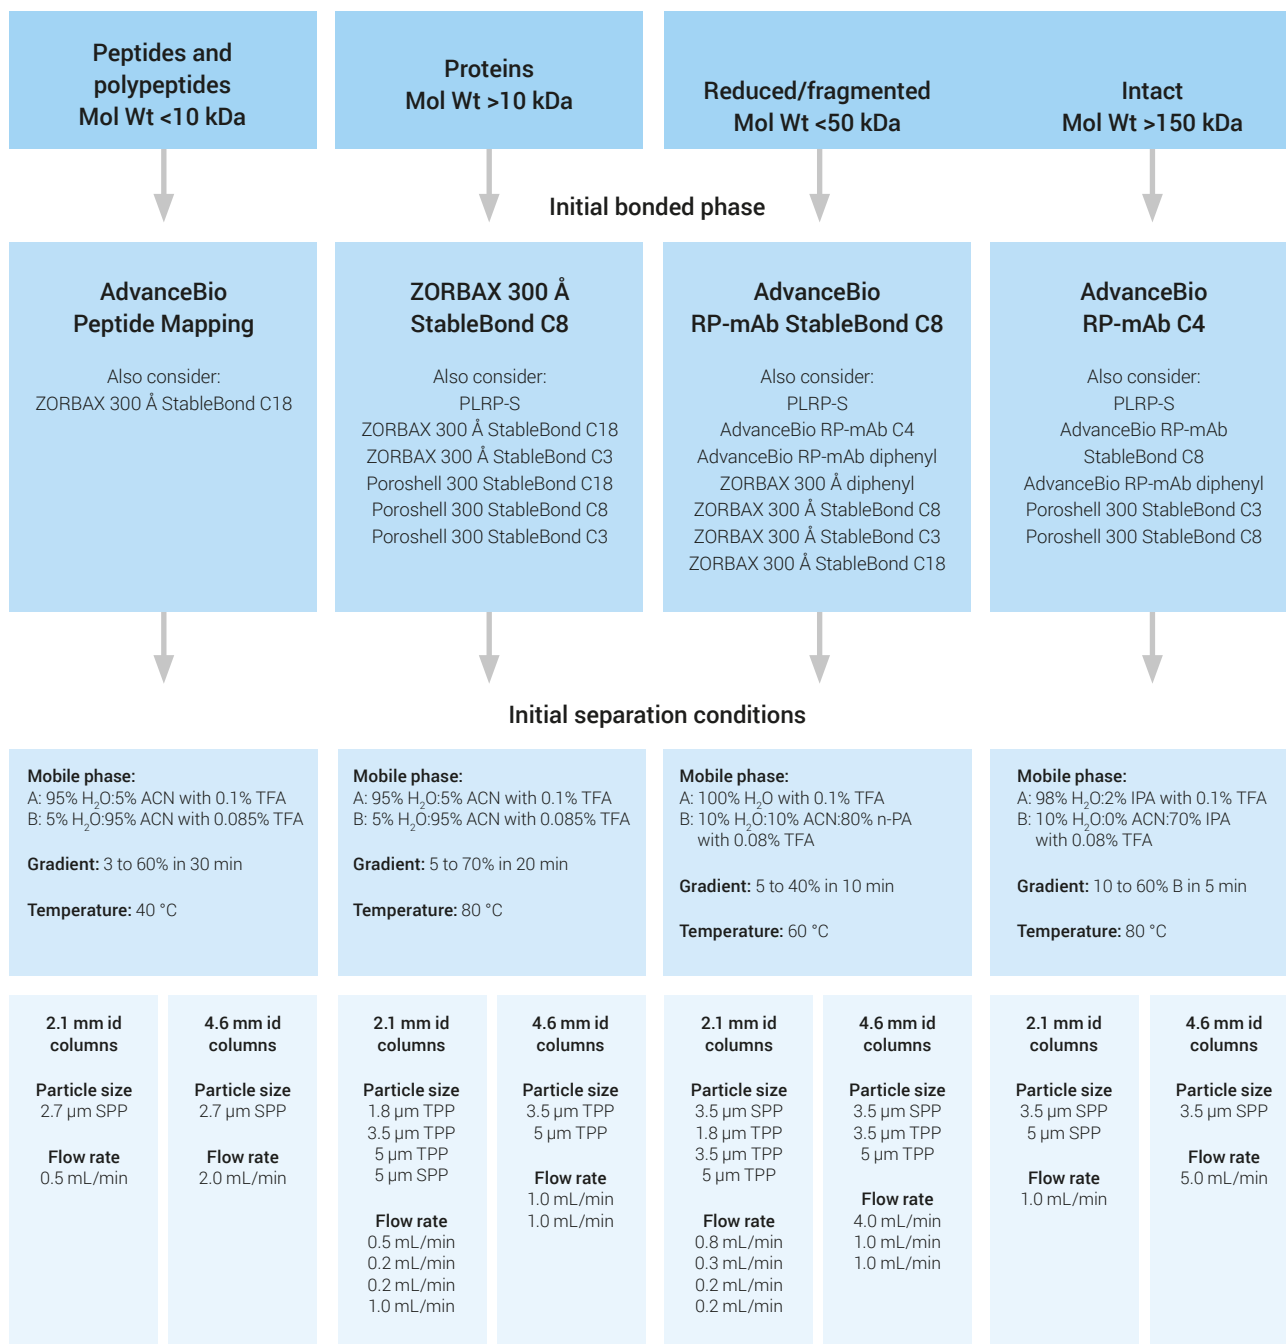 Peptides and
polypeptides
Mol Wt <10 kDa
Proteins
Mol Wt >10 kDa
Reduced/fragmented
Mol Wt <50 kDa
Intact
Mol Wt >150 kDa
Initial bonded phase
AdvanceBio
Peptide Mapping
Also consider:
ZORBAX 300 Å StableBond C18
ZORBAX 300 Å
StableBond C8
Also consider:
PLRP-S
ZORBAX 300 Å StableBond C18
ZORBAX 300 Å StableBond C3
Poroshell 300 StableBond C18
Poroshell 300 StableBond C8
Poroshell 300 StableBond C3
AdvanceBio
RP-mAb StableBond C8
Also consider:
PLRP-S
AdvanceBio RP-mAb C4
AdvanceBio RP-mAb diphenyl
ZORBAX 300 Å diphenyl
ZORBAX 300 Å StableBond C8
ZORBAX 300 Å StableBond C3
ZORBAX 300 Å StableBond C18
AdvanceBio
RP-mAb C4
Also consider:
PLRP-S
AdvanceBio RP-mAb
StableBond C8
AdvanceBio RP-mAb diphenyl
Poroshell 300 StableBond C3
Poroshell 300 StableBond C8
Initial separation conditions
Mobile phase:
A: 95% H₂O:5% ACN with 0.1% TFA
B: 5% H₂O:95% ACN with 0.085% TFA
Gradient: 3 to 60% in 30 min
Temperature: 40 °C
Mobile phase:
A: 95% H₂O:5% ACN with 0.1% TFA
B: 5% H₂O:95% ACN with 0.085% TFA
Gradient: 5 to 70% in 20 min
Temperature: 80 °C
Mobile phase:
A: 100% H₂O with 0.1% TFA
B: 10% H₂O:10% ACN:80% n-PA
with 0.08% TFA
Gradient: 5 to 40% in 10 min
Temperature: 60 °C
Mobile phase:
A: 98% H₂O:2% IPA with 0.1% TFA
B: 10% H₂O:0% ACN:70% IPA
with 0.08% TFA
Gradient: 10 to 60% B in 5 min
Temperature: 80 °C
2.1 mm id
columns
Particle size
2.7 µm SPP
Flow rate
0.5 mL/min
4.6 mm id
columns
Particle size
2.7 µm SPP
Flow rate
2.0 mL/min
2.1 mm id
columns
Particle size
1.8 µm TPP
3.5 µm TPP
5 µm TPP
5 µm SPP
Flow rate
0.5 mL/min
0.2 mL/min
0.2 mL/min
1.0 mL/min
4.6 mm id
columns
Particle size
3.5 µm TPP
5 µm TPP
Flow rate
1.0 mL/min
1.0 mL/min
2.1 mm id
columns
Particle size
3.5 µm SPP
1.8 µm TPP
3.5 µm TPP
5 µm TPP
Flow rate
0.8 mL/min
0.3 mL/min
0.2 mL/min
0.2 mL/min
4.6 mm id
columns
Particle size
3.5 µm SPP
3.5 µm TPP
5 µm TPP
Flow rate
4.0 mL/min
1.0 mL/min
1.0 mL/min
2.1 mm id
columns
Particle size
3.5 µm SPP
5 µm SPP
Flow rate
1.0 mL/min
4.6 mm id
columns
Particle size
3.5 µm SPP
Flow rate
5.0 mL/min